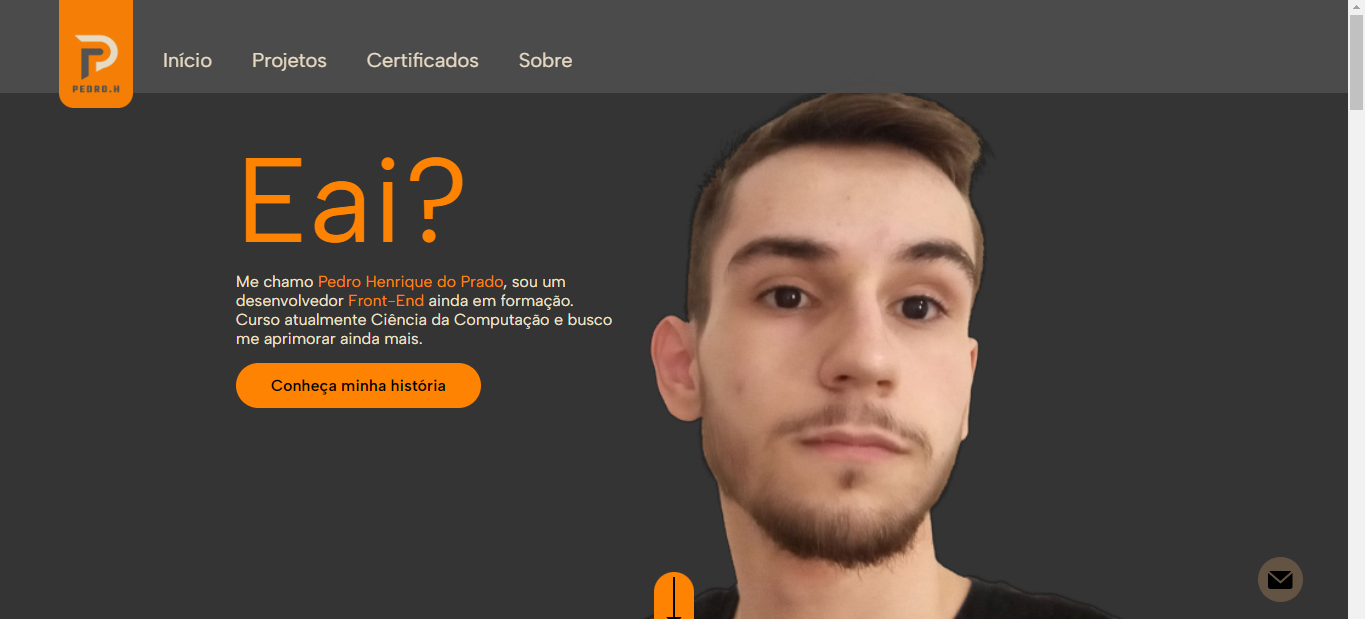 PEDRO.H
Início
Projetos
Certificados
Sobre
Eai?
Me chamo Pedro Henrique do Prado, sou um
desenvolvedor Front-End ainda em formação.
Curso atualmente Ciência da Computação e busco
me aprimorar ainda mais.
Conheça minha história